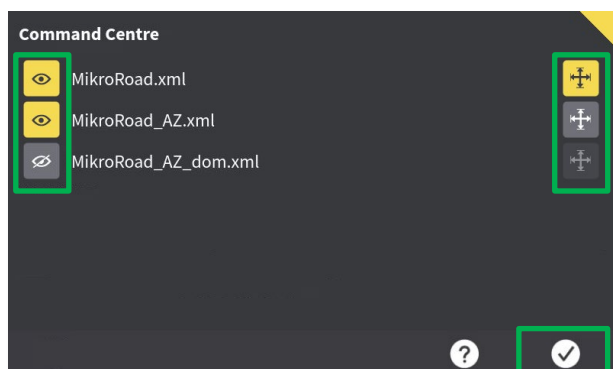 Command Centre
MikroRoad.xml
MikroRoad_AZ.xml
MikroRoad_AZ_dom.xml
?